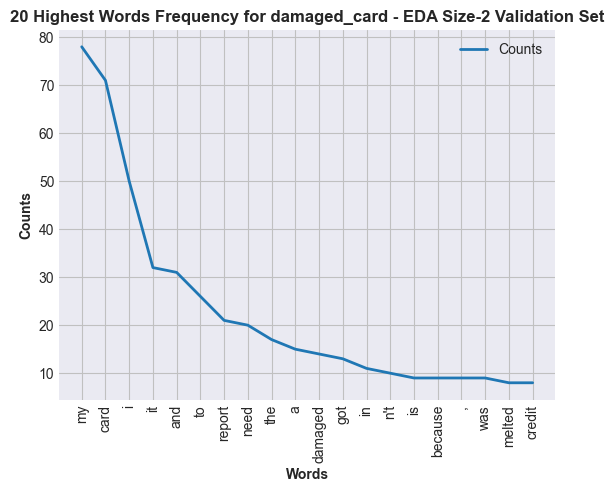 20 Highest Words Frequency for damaged_card - EDA Size-2 Validation Set
Counts
80
70
60
50
40
30
20
10
Counts
my
card
i
it
and
to
report
need
the
a
damaged
got
in
n't
is
because
,
was
melted
credit
Words